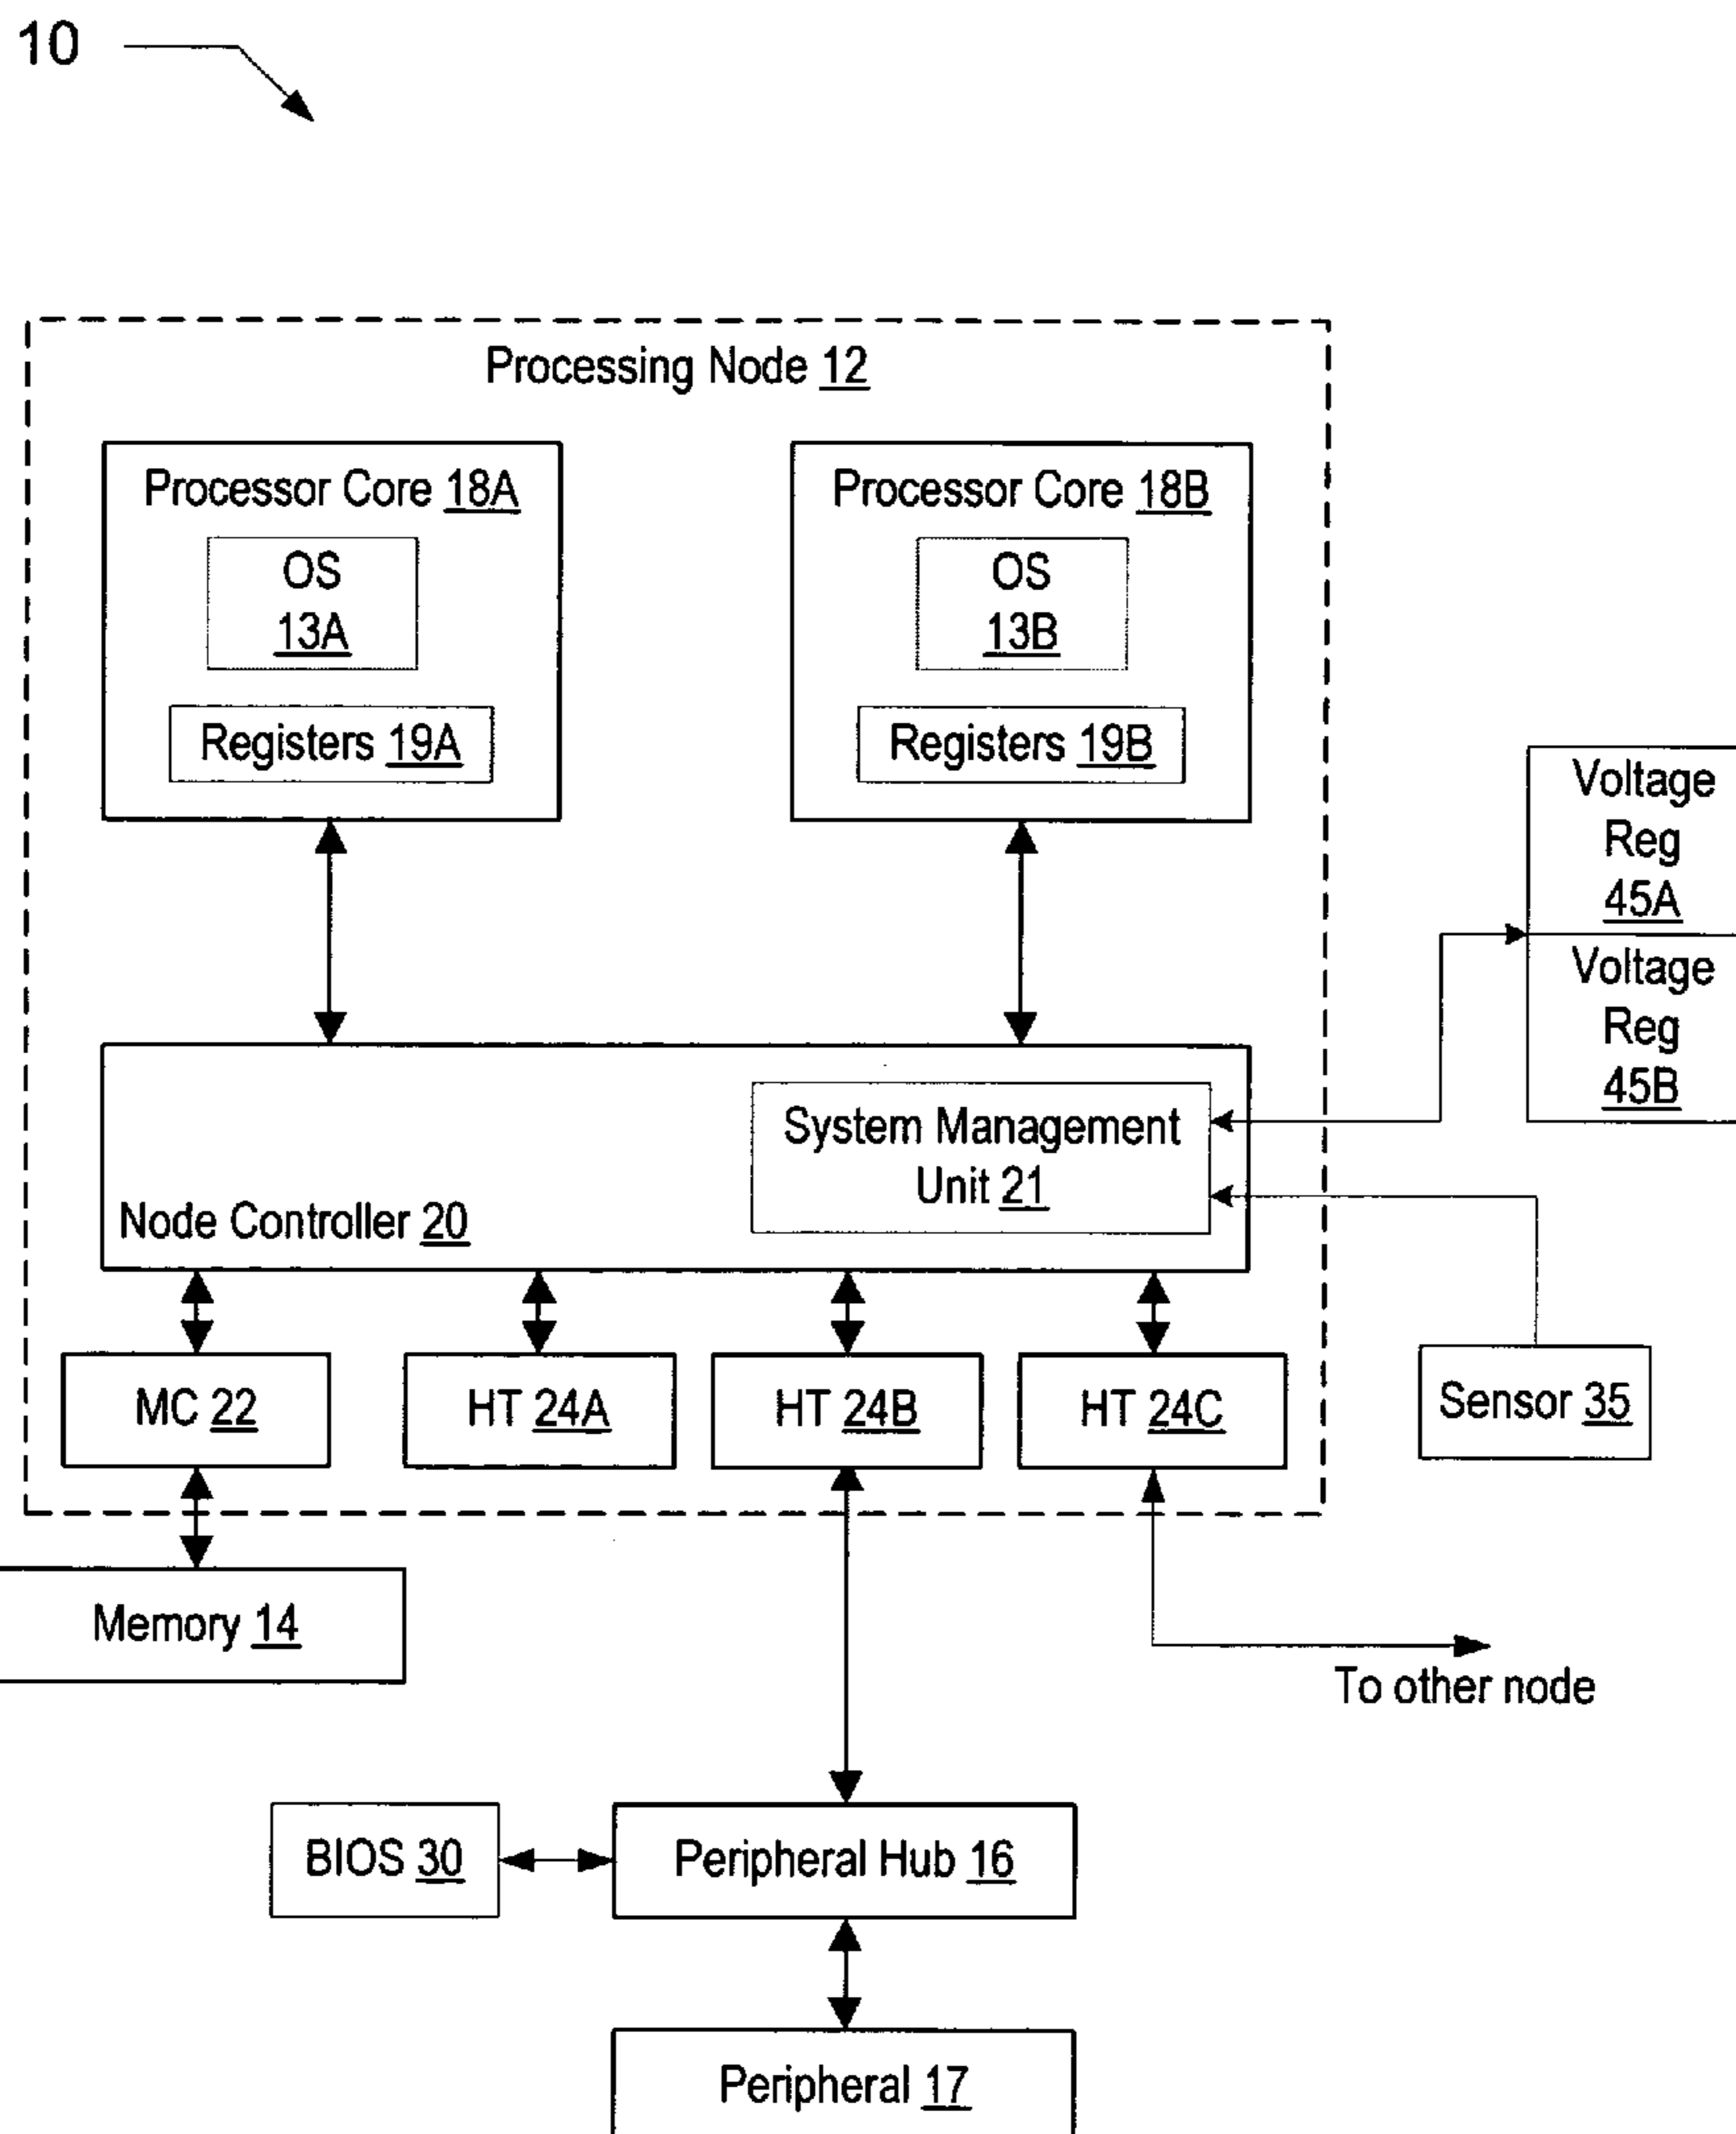 10
Processing Node 12
Processor Core 18A
OS
13A
Registers 19A
Processor Core 18B
OS
13B
Registers 19B
Voltage
Reg
45A
Voltage
Reg
45B
System Management
Unit 21
Node Controller 20
MC 22
HT 24A
HT 24B
HT 24C
Sensor 35
Memory 14
To other node
BIOS 30
Peripheral Hub 16
Peripheral 17